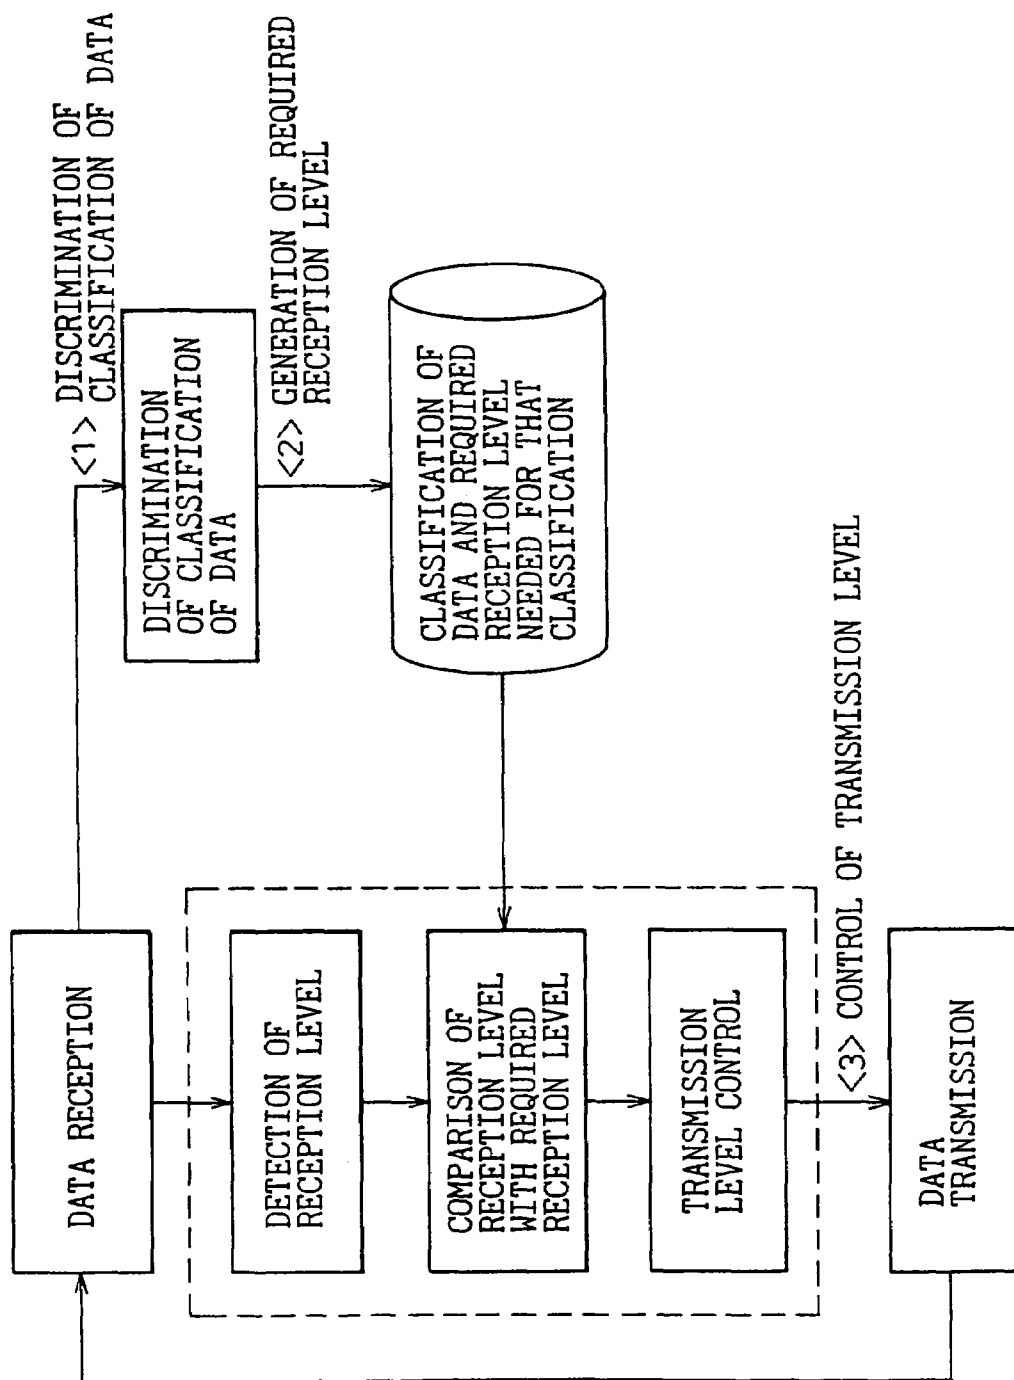 DATA RECEPTION
<1> DISCRIMINATION OF
CLASSIFICATION OF DATA
DISCRIMINATION
OF CLASSIFICATION
OF DATA
<2> GENERATION OF REQUIRED
RECEPTION LEVEL
CLASSIFICATION OF
DATA AND REQUIRED
RECEPTION LEVEL
NEEDED FOR THAT
CLASSIFICATION
DETECTION OF
RECEPTION LEVEL
COMPARISON OF
RECEPTION LEVEL
WITH REQUIRED
RECEPTION LEVEL
TRANSMISSION
LEVEL CONTROL
<3> CONTROL OF TRANSMISSION LEVEL
DATA
TRANSMISSION